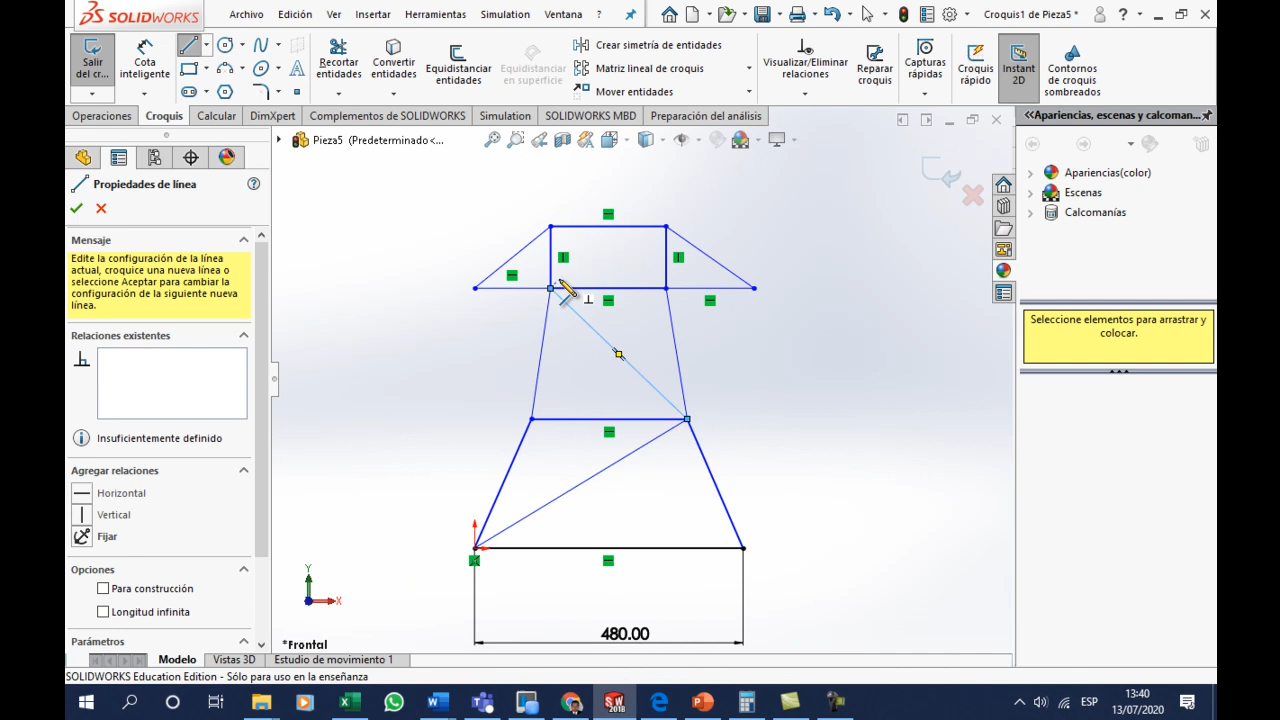 SOLIDWORKS Archivo Edición Ver Insertar Herramientas Simulation Ventana ? Croquis1 de Pieza5 * ?
Salir del cr...
Cota inteligente
Recortar entidades
Convertir entidades
Equidistanciar entidades
Equidistanciar en superficie
Crear simetría de entidades
Matriz lineal de croquis
Mover entidades
Visualizar/Eliminar relaciones
Reparar croquis
Capturas rápidas
Croquis rápido
Instant 2D
Contornos de croquis sombreados
Operaciones Croquis Calcular DimXpert Complementos de SOLIDWORKS Simulation SOLIDWORKS MBD Preparación del análisis
<<Apariencias, escenas y calcoman...
Pieza5 (Predeterminado <...
Propiedades de línea
Mensaje
Edite la configuración de la línea
actual, croquice una nueva línea o
seleccione Aceptar para cambiar la
configuración de la siguiente nueva
línea.
Relaciones existentes
Insuficientemente definido
Agregar relaciones
Horizontal
Vertical
Fijar
Opciones
Para construcción
Longitud infinita
Parámetros
Apariencias(color)
Escenas
Calcomanías
Seleccione elementos para arrastrar y
colocar.
480.00
Y
X
*Frontal
Modelo Vistas 3D Estudio de movimiento 1
SOLIDWORKS Education Edition - Sólo para uso en la enseñanza
SW
2018
ESP
13:40
13/07/2020